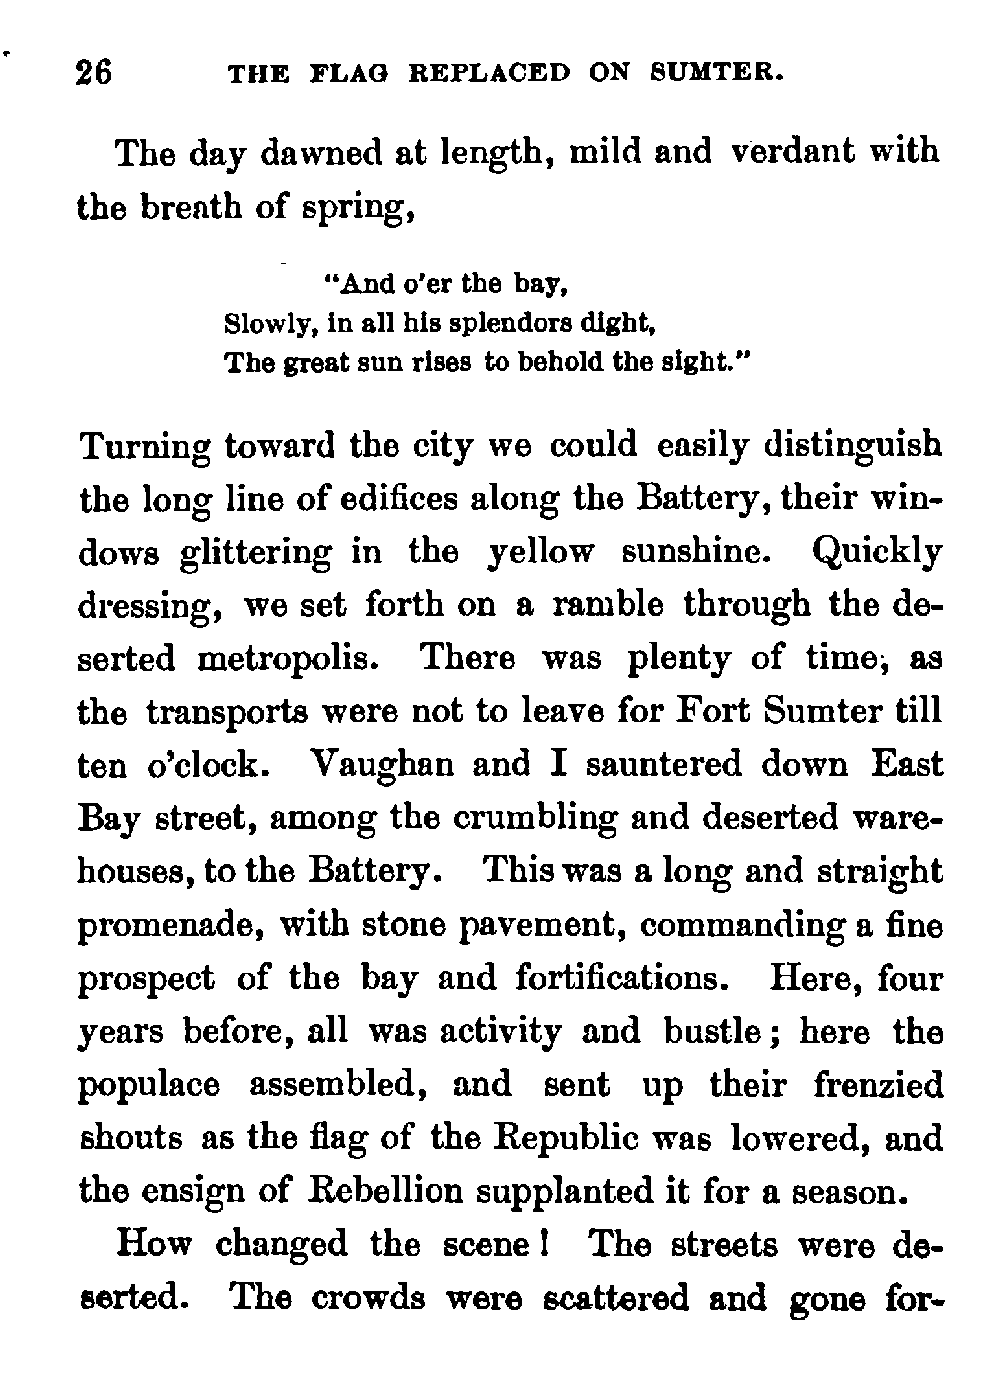 26 THE FLAG REPLACED ON SUMTER.
The day dawned at length, mild and verdant with
the breath of spring,
"And o'er the bay,
Slowly, in all his splendors dight,
The great sun rises to behold the sight."
Turning toward the city we could easily distinguish
the long line of edifices along the Battery, their win-
dows glittering in the yellow sunshine. Quickly
dressing, we set forth on a ramble through the de-
serted metropolis. There was plenty of time, as
the transports were not to leave for Fort Sumter till
ten o'clock. Vaughan and I sauntered down East
Bay street, among the crumbling and deserted ware-
houses, to the Battery. This was a long and straight
promenade, with stone pavement, commanding a fine
prospect of the bay and fortifications. Here, four
years before, all was activity and bustle; here the
populace assembled, and sent up their frenzied
shouts as the flag of the Republic was lowered, and
the ensign of Rebellion supplanted it for a season.
How changed the scene! The streets were de-
serted. The crowds were scattered and gone for-